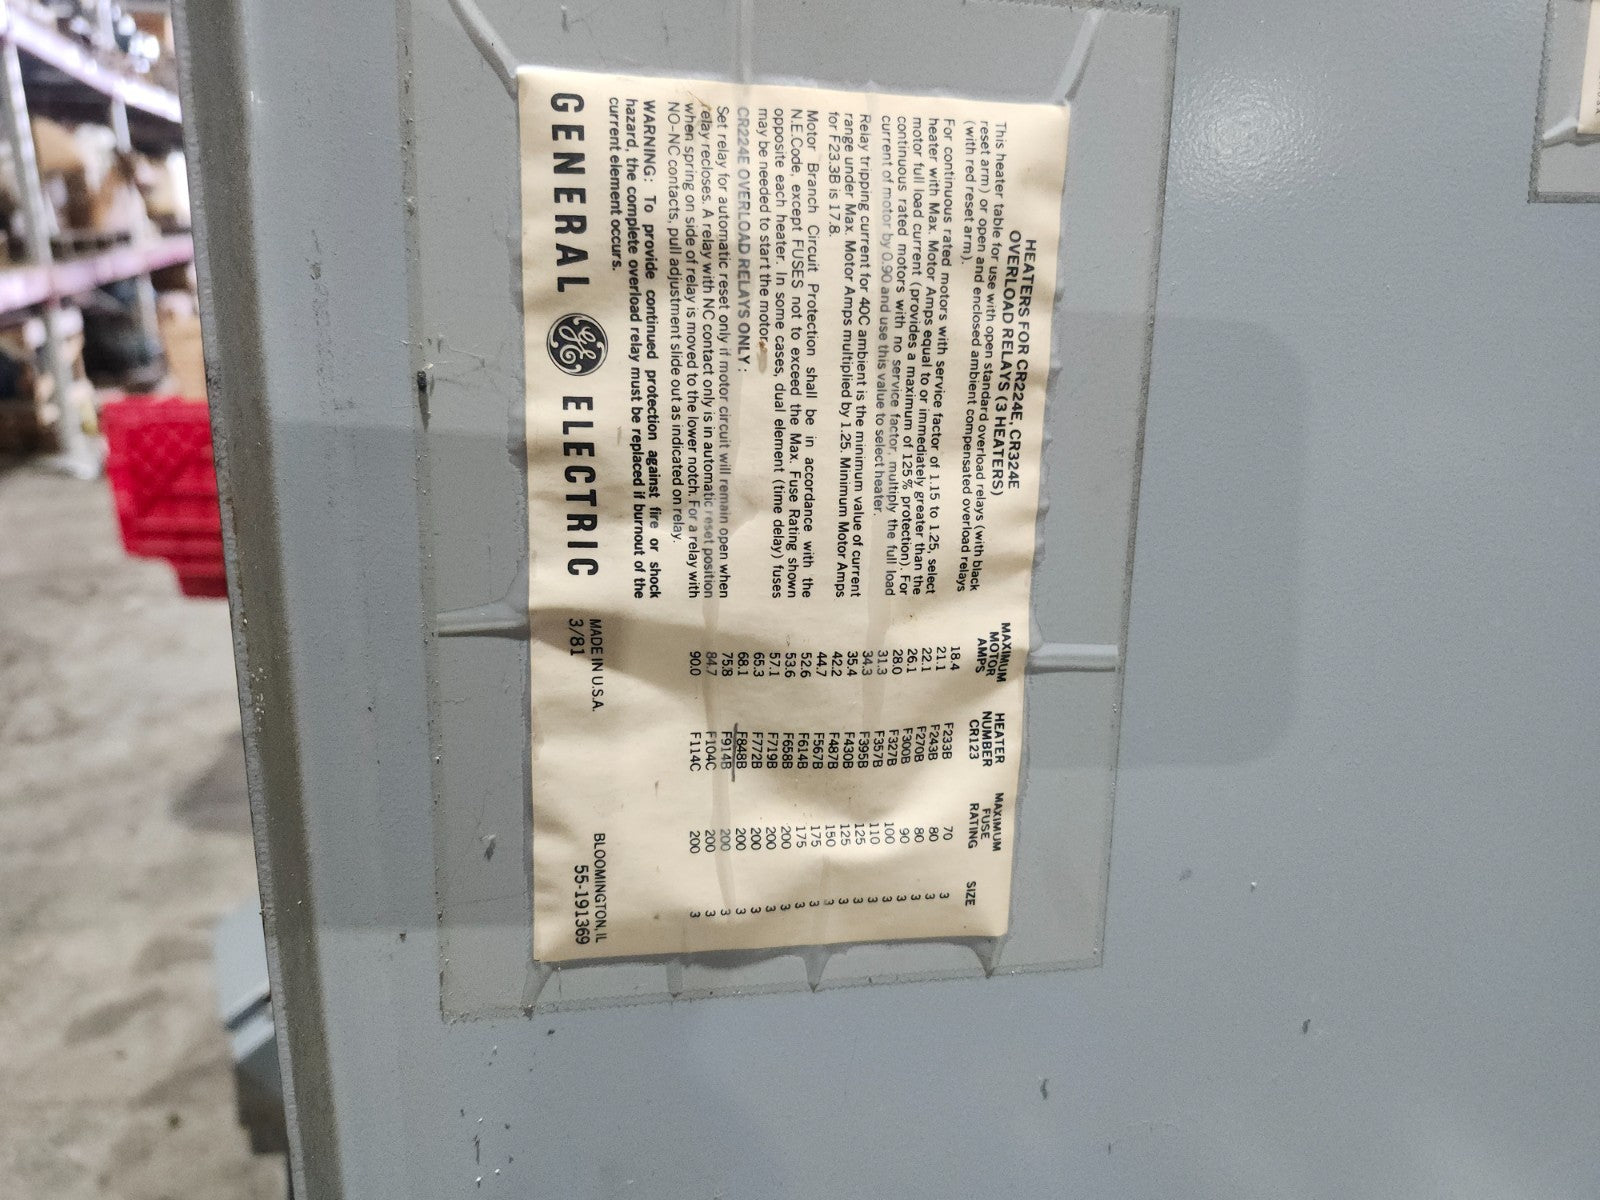 HEATERS FOR CR224E, CR324E
OVERLOAD RELAYS (3 HEATERS)
This heater table for use with open standard overload relays (with black
reset arm) or open and enclosed ambient compensated overload relays
(with red reset arm).
For continuous rated motors with service factor of 1.15 to 1.25, select
heater with Max. Motor Amps equal to or immediately greater than the
motor full load current (provides a maximum of 125% protection). For
continuous rated motors with no service factor, multiply the full load
current of motor by 0.90 and use this value to select heater.
Relay tripping current for 40C ambient is the minimum value of current
range under Max. Motor Amps multiplied by 1.25. Minimum Motor Amps
for F23.3B is 17.8.
Motor Branch Circuit Protection shall be in accordance with the
N.E.Code, except FUSES not to exceed the Max. Fuse Rating shown
opposite each heater. In some cases, dual element (time delay) fuses
may be needed to start the motor.
CR224E OVERLOAD RELAYS ONLY :
Set relay for automatic reset only if motor circuit will remain open when
relay recloses. A relay with NC contact only is in automatic reset position
when spring on side of relay is moved to the lower notch. For a relay with
NO-NC contacts, pull adjustment slide out as indicated on relay.
WARNING: To provide continued protection against fire or shock
hazard, the complete overload relay must be replaced if burnout of the
current element occurs.
GENERAL GE ELECTRIC
MAXIMUM MOTOR AMPS HEATER NUMBER CR123 MAXIMUM FUSE RATING SIZE
18.4 F233B 70 3
21.1 F243B 80 3
22.1 F270B 80 3
26.1 F300B 90 3
28.0 F327B 100 3
31.3 F357B 110 3
34.3 F395B 125 3
35.4 F430B 125 3
42.2 F487B 150 3
44.7 F567B 175 3
52.6 F614B 175 3
53.6 F658B 200 3
57.1 F719B 200 3
65.3 F772B 200 3
68.1 F848B 200 3
75.8 F914B 200 3
84.7 F104C 200 3
90.0 F114C 200 3
MADE IN U.S.A. BLOOMINGTON, IL
3/81 55-191369